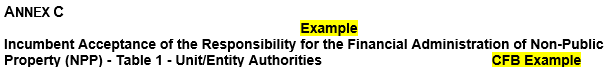 ANNEX C
Example
Incumbent Acceptance of the Responsibility for the Financial Administration of Non-Public
Property (NPP) - Table 1 - Unit/Entity Authorities CFB Example